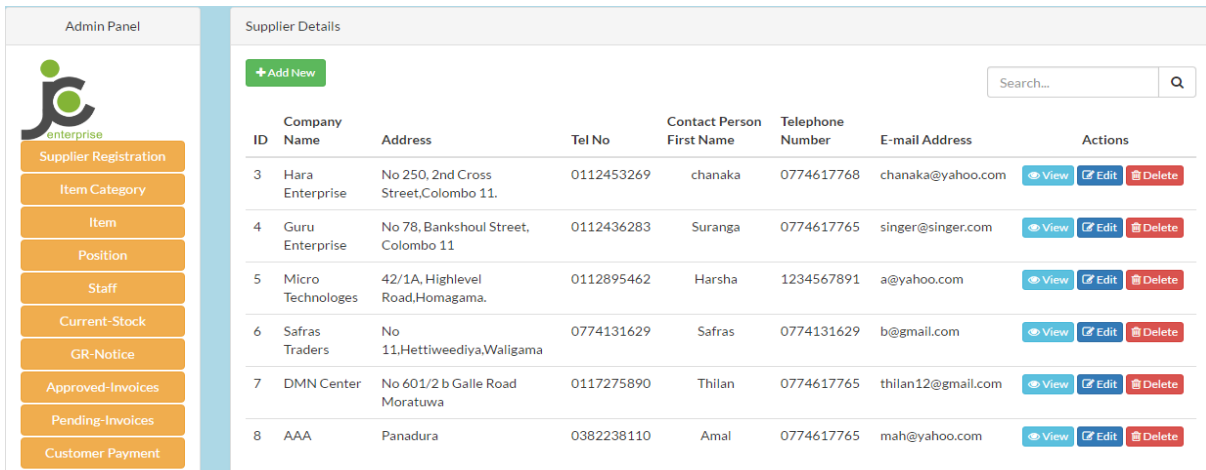 Admin Panel
jc
enterprise
Supplier Registration
Item Category
Item
Position
Staff
Current-Stock
GR-Notice
Approved-Invoices
Pending-Invoices
Customer Payment
Supplier Details
Add New
Search...
ID Company Name Address Tel No Contact Person First Name Telephone Number E-mail Address Actions
3 Hara Enterprise No 250, 2nd Cross Street,Colombo 11. 0112453269 chanaka 0774617768 chanaka@yahoo.com View Edit Delete
4 Guru Enterprise No 78, Bankshoul Street, Colombo 11 0112436283 Suranga 0774617765 singer@singer.com View Edit Delete
5 Micro Technologes 42/1A, Highlevel Road,Homagama. 0112895462 Harsha 1234567891 a@yahoo.com View Edit Delete
6 Safras Traders No 11,Hettiweediya,Waligama 0774131629 Safras 0774131629 b@gmail.com View Edit Delete
7 DMN Center No 601/2 b Galle Road Moratuwa 0117275890 Thilan 0774617765 thilan12@gmail.com View Edit Delete
8 AAA Panadura 0382238110 Amal 0774617765 mah@yahoo.com View Edit Delete